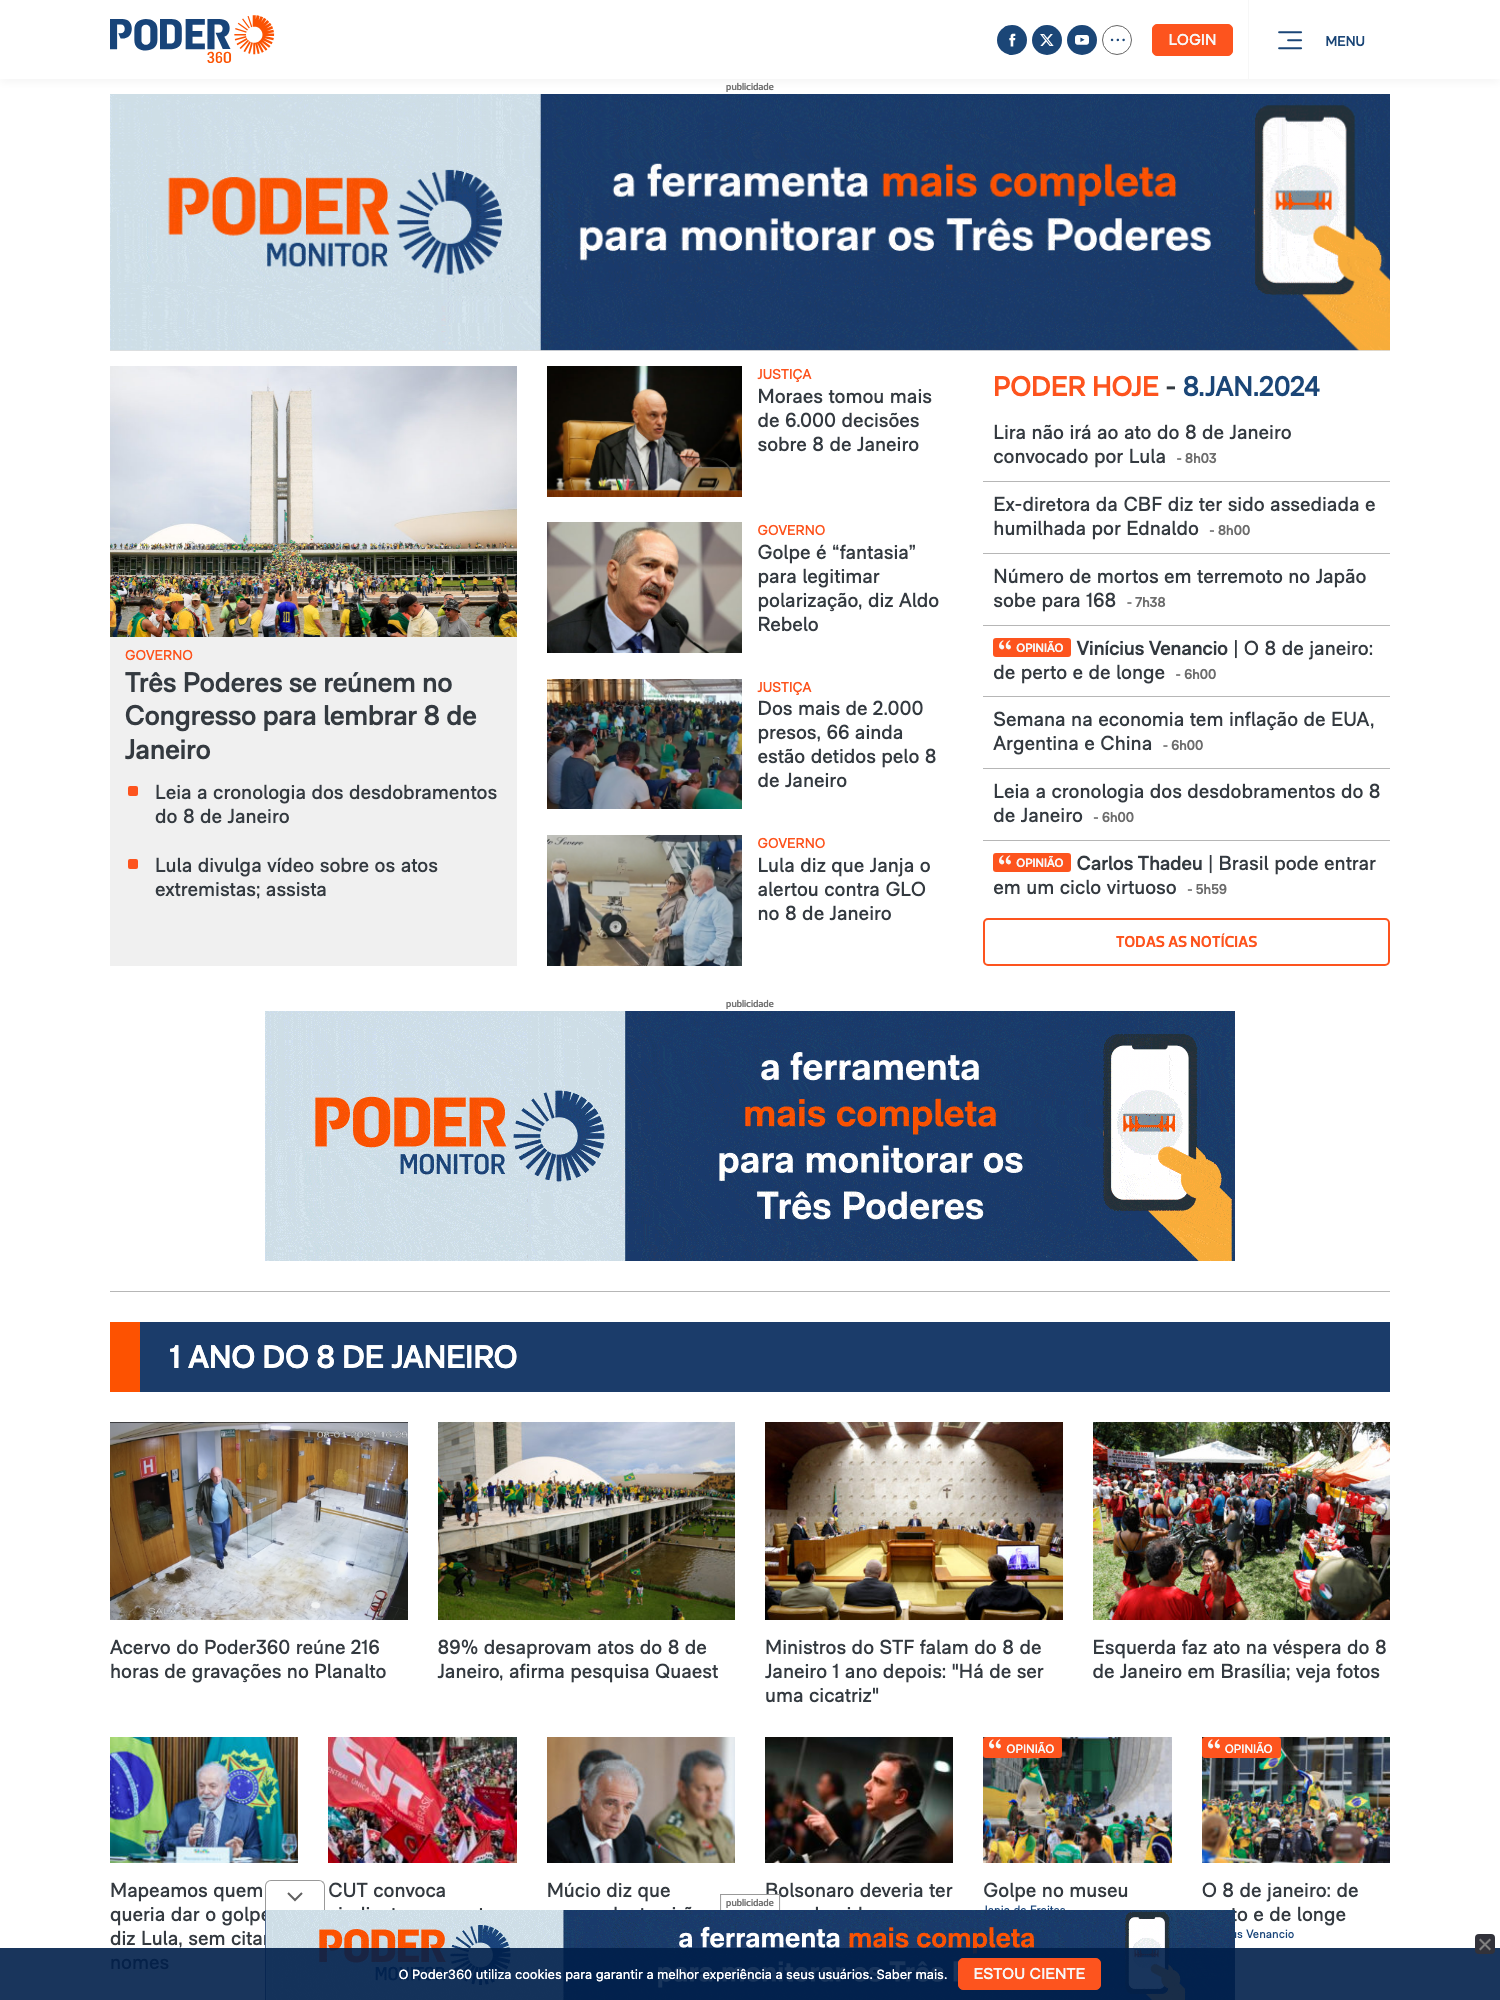 PODER
360
LOGIN
MENU
publicidade
PODER
MONITOR
a ferramenta mais completa
para monitorar os Três Poderes
GOVERNO
Três Poderes se reúnem no
Congresso para lembrar 8 de
Janeiro
Leia a cronologia dos desdobramentos
do 8 de Janeiro
Lula divulga vídeo sobre os atos
extremistas; assista
JUSTIÇA
Moraes tomou mais
de 6.000 decisões
sobre 8 de Janeiro
GOVERNO
Golpe é “fantasia”
para legitimar
polarização, diz Aldo
Rebelo
JUSTIÇA
Dos mais de 2.000
presos, 66 ainda
estão detidos pelo 8
de Janeiro
GOVERNO
Lula diz que Janja o
alertou contra GLO
no 8 de Janeiro
PODER HOJE - 8.JAN.2024
Lira não irá ao ato do 8 de Janeiro
convocado por Lula - 8h03
Ex-diretora da CBF diz ter sido assediada e
humilhada por Ednaldo - 8h00
Número de mortos em terremoto no Japão
sobe para 168 - 7h38
OPINIÃO Vinícius Venancio | O 8 de janeiro:
de perto e de longe - 6h00
Semana na economia tem inflação de EUA,
Argentina e China - 6h00
Leia a cronologia dos desdobramentos do 8
de Janeiro - 6h00
OPINIÃO Carlos Thadeu | Brasil pode entrar
em um ciclo virtuoso - 5h59
TODAS AS NOTÍCIAS
publicidade
PODER
MONITOR
a ferramenta
mais completa
para monitorar os
Três Poderes
1 ANO DO 8 DE JANEIRO
H
Acervo do Poder360 reúne 216
horas de gravações no Planalto
89% desaprovam atos do 8 de
Janeiro, afirma pesquisa Quaest
Ministros do STF falam do 8 de
Janeiro 1 ano depois: "Há de ser
uma cicatriz"
Esquerda faz ato na véspera do 8
de Janeiro em Brasília; veja fotos
CUT
OPINIÃO
OPINIÃO
Mapeamos quem
queria dar o golpe
diz Lula, sem citar
nomes
CUT convoca
Múcio diz que
Bolsonaro deveria ter
Golpe no museu
O 8 de janeiro: de
to e de longe
us Venancio
publicidade
PODER
a ferramenta mais completa
O Poder360 utiliza cookies para garantir a melhor experiência a seus usuários. Saber mais.
ESTOU CIENTE